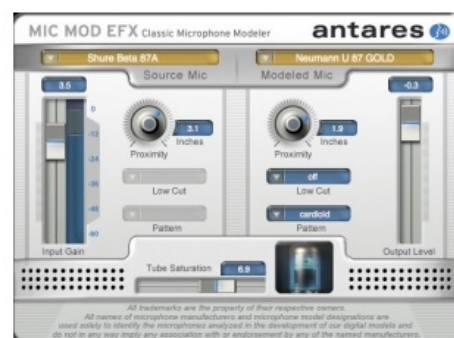 MIC MOD EFX Classic Microphone Modeler
antares
Shure Beta 87A
Neumann U 87 GOLD
Source Mic
Modeled Mic
3.5
-0.3
0
-12
-24
-36
-48
-60
3.1
Inches
Proximity
1.9
Inches
Proximity
Low Cut
off
Low Cut
Pattern
cardioid
Pattern
Input Gain
Output Level
Tube Saturation
6.9
All trademarks are the property of their respective owners.
All names of microphone manufacturers and microphone model designations are
used solely to identify the microphones analyzed in the development of our digital models and
do not in any way imply any association with or endorsement by any of the named manufacturers.